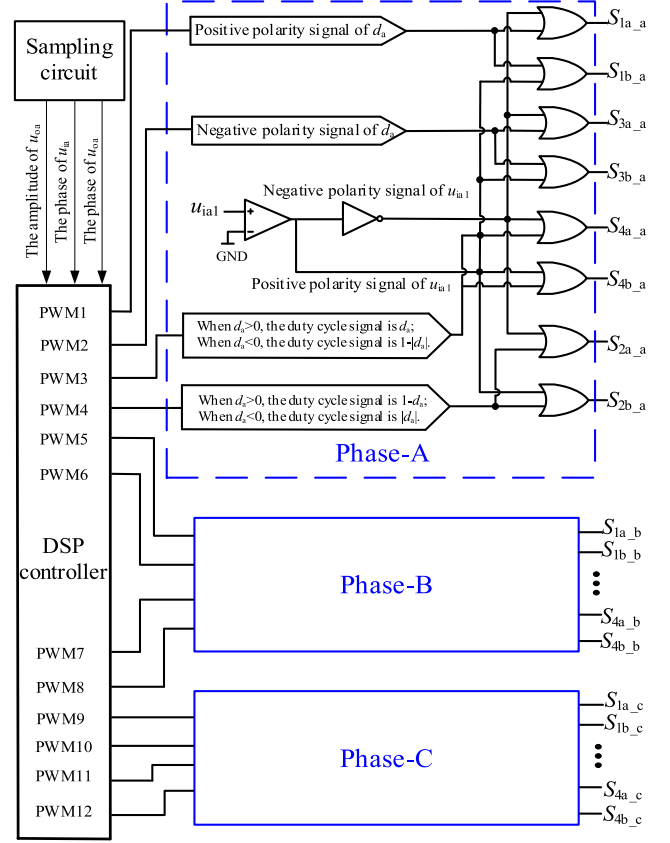 Sampling
circuit
The amplitude of uoa
The phase of uia
The phase of uoa
Positive polarity signal of da
Negative polarity signal of da
Negative polarity signal of uia1
uia1
+
−
GND
Positive polarity signal of uia1
When da>0, the duty cycle signal is da;
When da<0, the duty cycle signal is 1-|da|.
When da>0, the duty cycle signal is 1-da;
When da<0, the duty cycle signal is |da|.
Phase-A
S1a_a
S1b_a
S3a_a
S3b_a
S4a_a
S4b_a
S2a_a
S2b_a
PWM1
PWM2
PWM3
PWM4
PWM5
PWM6
DSP
controller
PWM7
PWM8
PWM9
PWM10
PWM11
PWM12
Phase-B
S1a_b
S1b_b
S4a_b
S4b_b
Phase-C
S1a_c
S1b_c
S4a_c
S4b_c